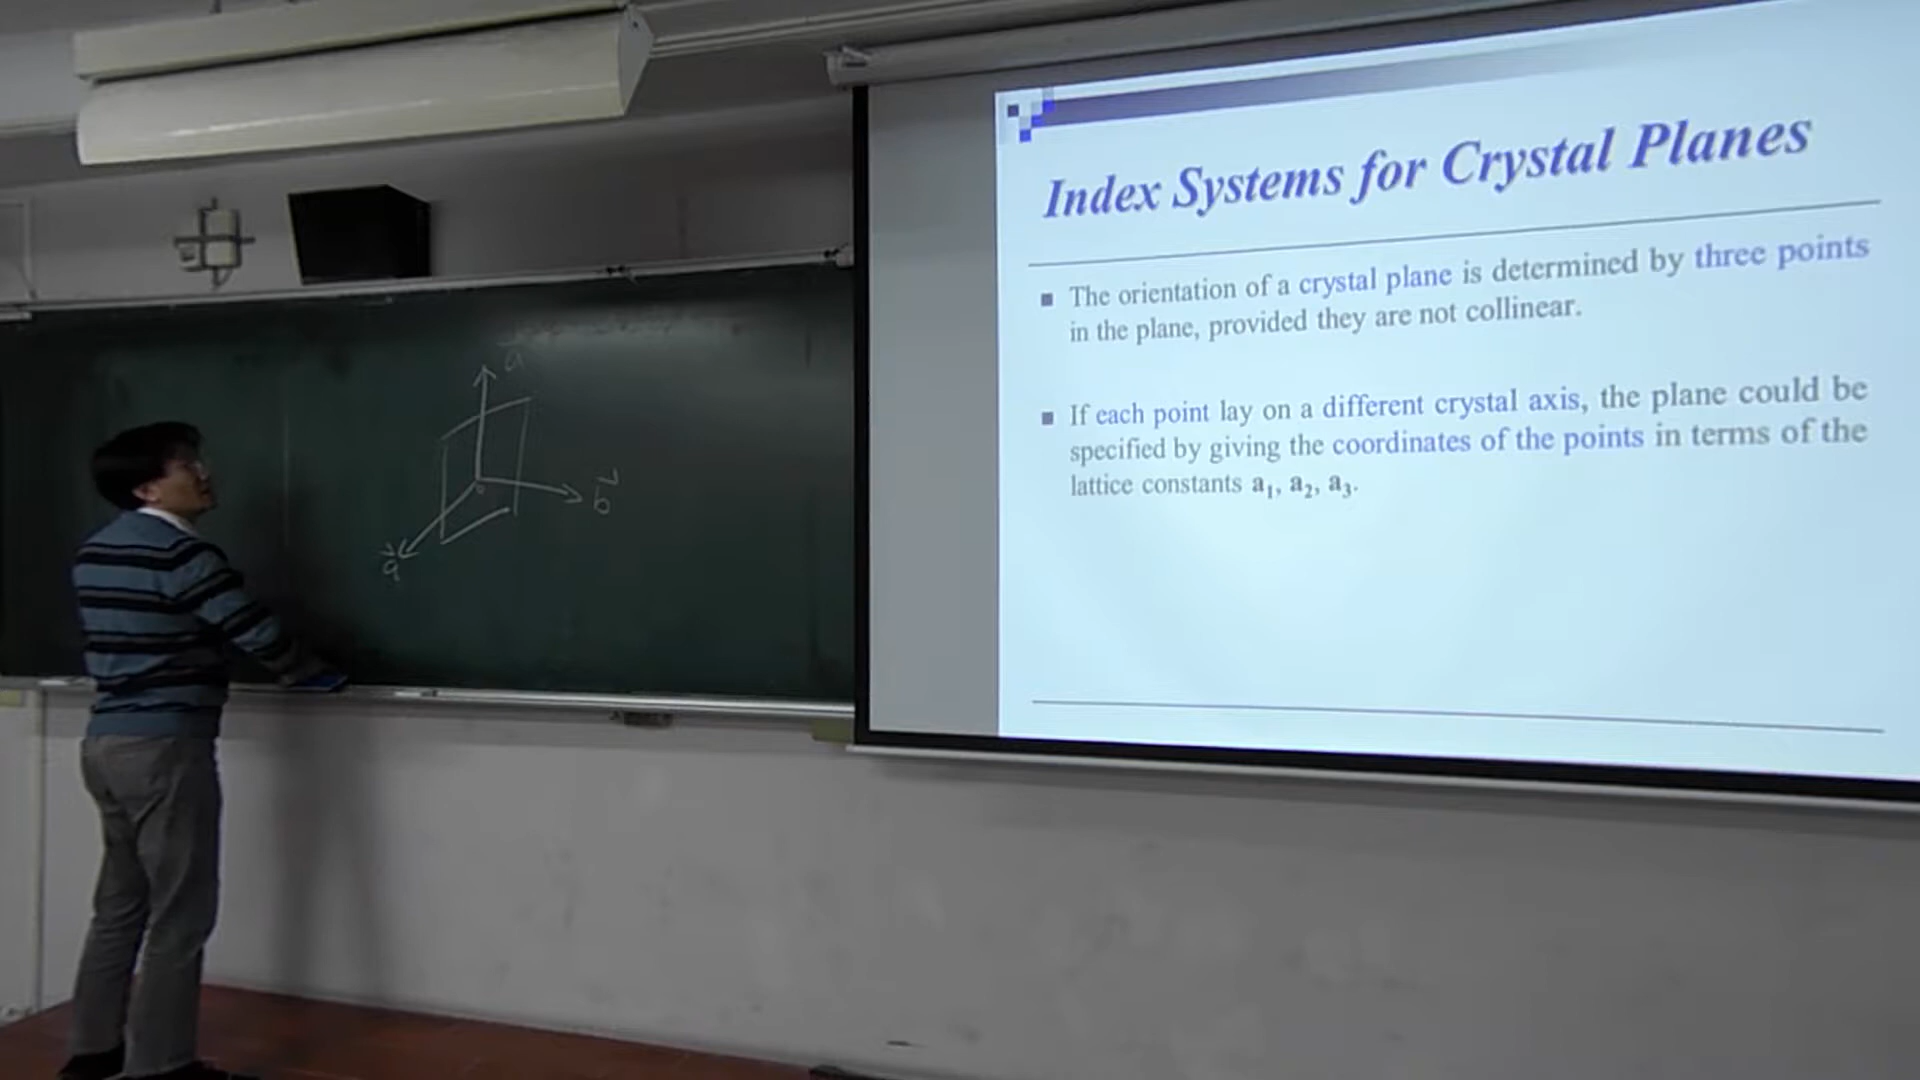 a⃗
b⃗
a⃗
Index Systems for Crystal Planes
■ The orientation of a crystal plane is determined by three points
in the plane, provided they are not collinear.
■ If each point lay on a different crystal axis, the plane could be
specified by giving the coordinates of the points in terms of the
lattice constants a₁, a₂, a₃.